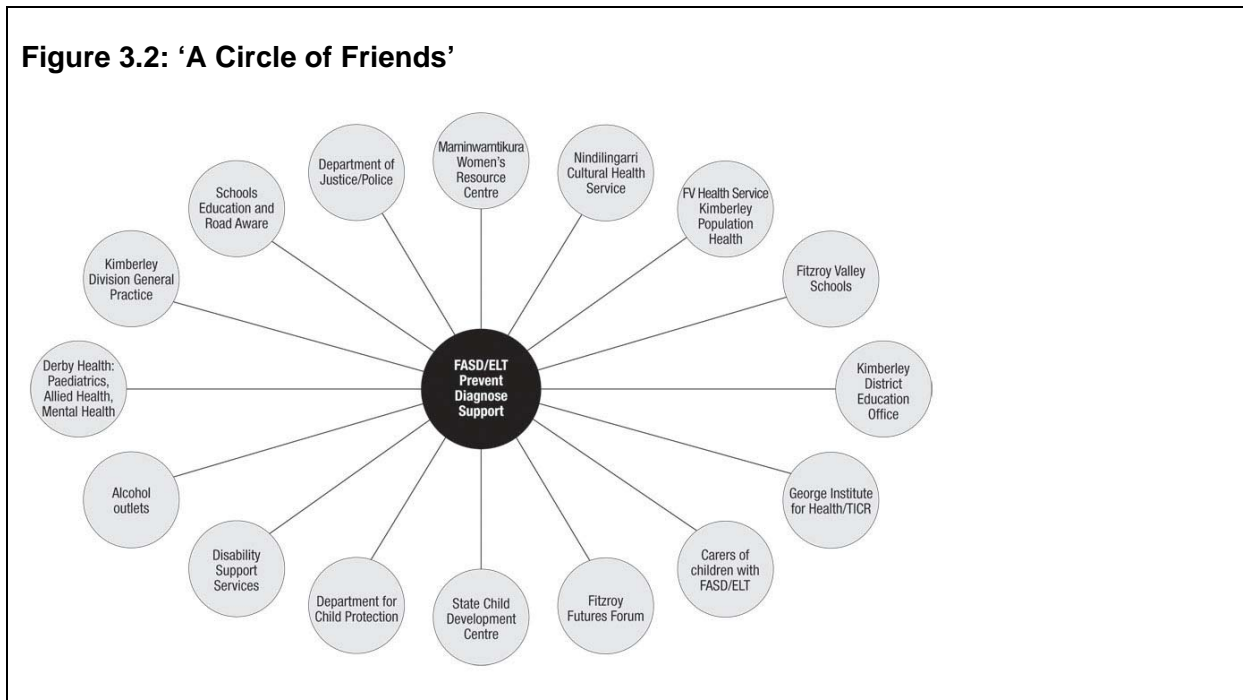 Figure 3.2: ‘A Circle of Friends’
Marninwarntikura
Women’s
Resource
Centre
Nindilingarri
Cultural Health
Service
FV Health Service
Kimberley
Population
Health
Fitzroy Valley
Schools
Kimberley
District
Education
Office
George Institute
for Health/TICR
Carers of
children with
FASD/ELT
Fitzroy
Futures Forum
State Child
Development
Centre
Department for
Child Protection
Disability
Support
Services
Alcohol
outlets
Derby Health:
Paediatrics,
Allied Health,
Mental Health
Kimberley
Division General
Practice
Schools
Education and
Road Aware
Department of
Justice/Police
FASD/ELT
Prevent
Diagnose
Support